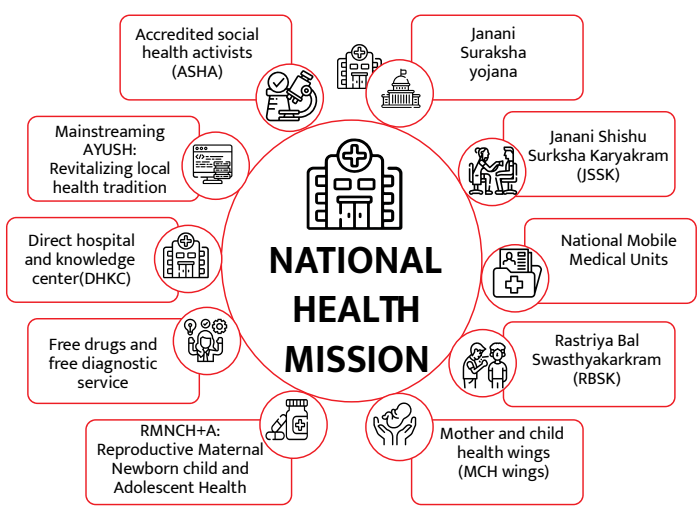 Accredited social
health activists
(ASHA)
Janani
Suraksha
yojana
Mainstreaming
AYUSH:
Revitalizing local
health tradition
Janani Shishu
Surksha Karyakram
(JSSK)
Direct hospital
and knowledge
center(DHKC)
NATIONAL
HEALTH
MISSION
National Mobile
Medical Units
Free drugs and
free diagnostic
service
Rastriya Bal
Swasthyakarkram
(RBSK)
RMNCH+A:
Reproductive Maternal
Newborn child and
Adolescent Health
Mother and child
health wings
(MCH wings)